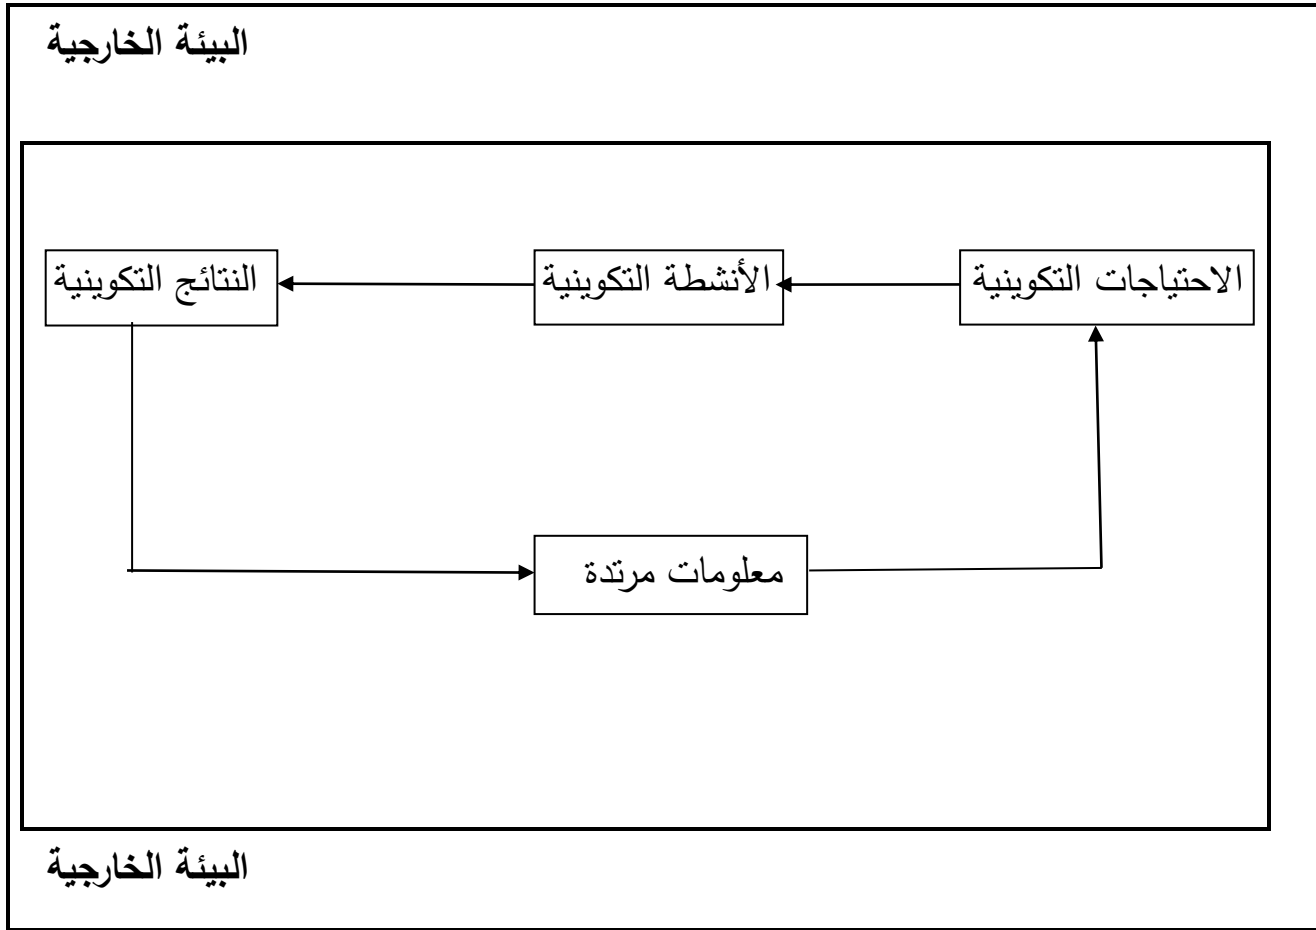 البيئة الخارجية
الاحتياجات التكوينية
الأنشطة التكوينية
النتائج التكوينية
معلومات مرتدة
البيئة الخارجية